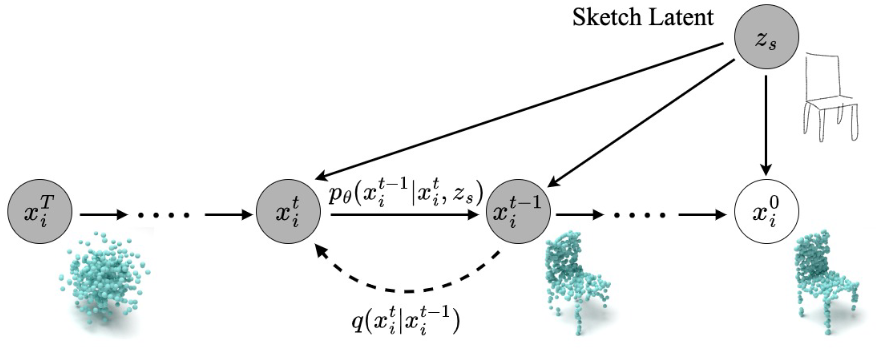 Sketch Latent
z_s
x_i^T
....
x_i^t
p_θ(x_i^{t-1}|x_i^t, z_s)
x_i^{t-1}
....
x_i^0
q(x_i^t|x_i^{t-1})